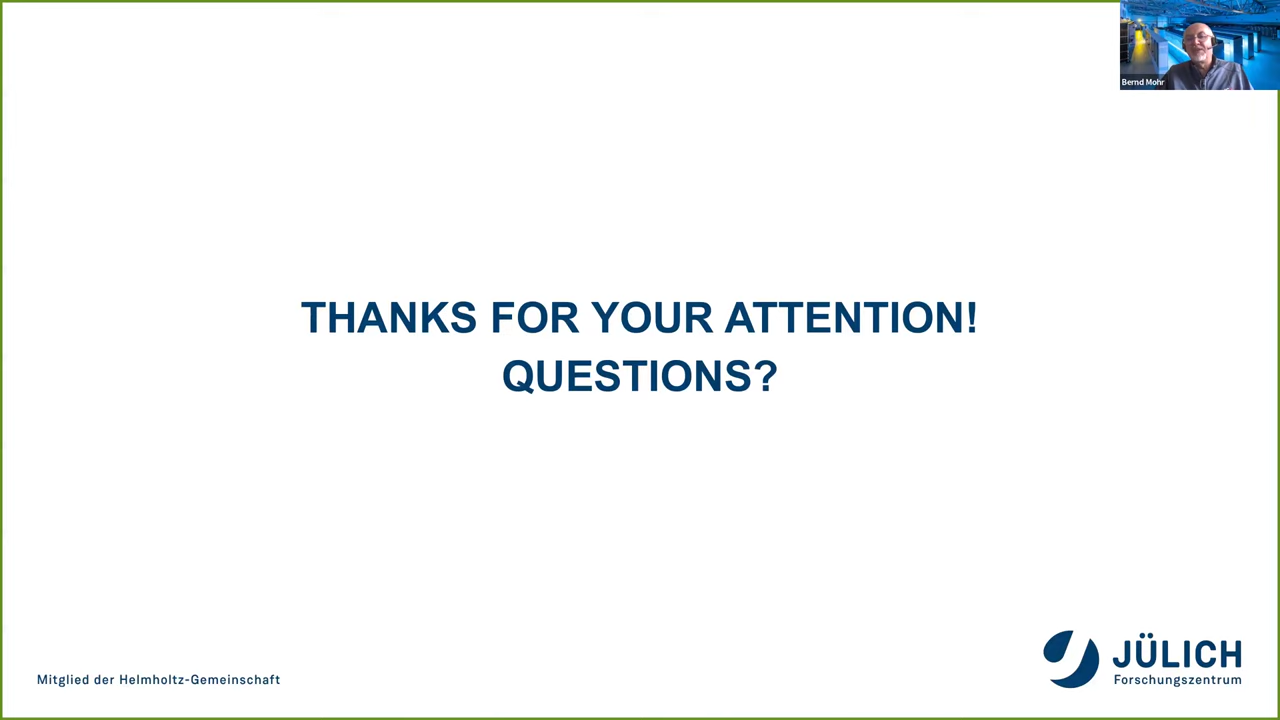 Bernd Mohr
THANKS FOR YOUR ATTENTION!
QUESTIONS?
Mitglied der Helmholtz-Gemeinschaft
JÜLICH
Forschungszentrum